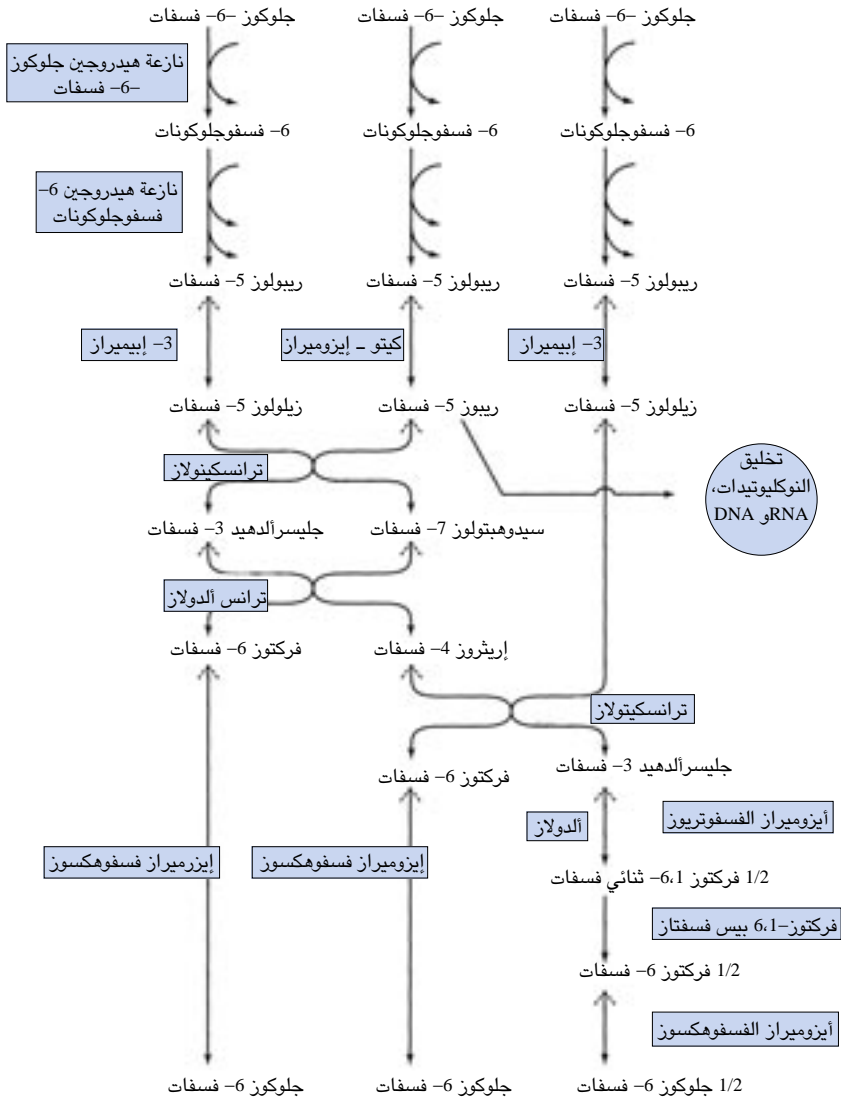 جلوكوز –6– فسفات
جلوكوز –6– فسفات
جلوكوز –6– فسفات
نازعة هيدروجين جلوكوز
–6– فسفات
6– فسفوجلوكونات
6– فسفوجلوكونات
6– فسفوجلوكونات
نازعة هيدروجين 6–
فسفوجلوكونات
ريبولوز 5– فسفات
ريبولوز 5– فسفات
ريبولوز 5– فسفات
3– إبيميراز
كيتو – إيزوميراز
3– إبيميراز
زيلولوز 5– فسفات
ريبوز 5– فسفات
زيلولوز 5– فسفات
تخليق
النوكليوتيدات،
RNAو DNA
ترانسكينولاز
سيدوهبتولوز 7– فسفات
جليسرألدهيد 3– فسفات
ترانس ألدولاز
إريثروز 4– فسفات
فركتوز 6– فسفات
ترانسكيتولاز
جليسرألدهيد 3– فسفات
فركتوز 6– فسفات
أيزوميراز الفسفوتريوز
ألدولاز
إيزوميراز فسفوهكسوز
إيزرميراز فسفوهكسوز
1/2 فركتوز 6،1– ثنائي فسفات
فركتوز–6،1 بيس فسفتاز
1/2 فركتوز 6– فسفات
أيزوميراز الفسفوهكسوز
1/2 جلوكوز 6– فسفات
جلوكوز 6– فسفات
جلوكوز 6– فسفات